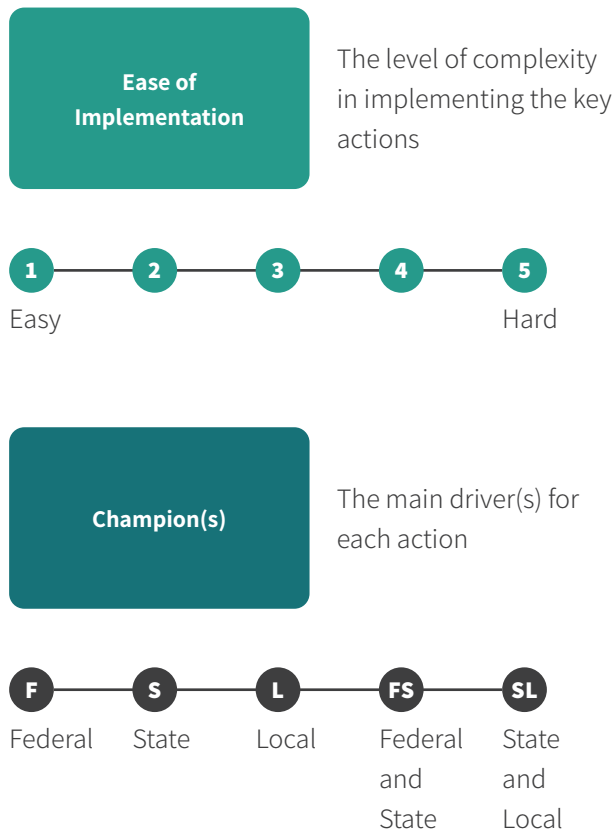 Ease of
Implementation
The level of complexity
in implementing the key
actions
1 2 3 4 5
Easy Hard
Champion(s)
The main driver(s) for
each action
F S L FS SL
Federal State Local Federal and State State and Local